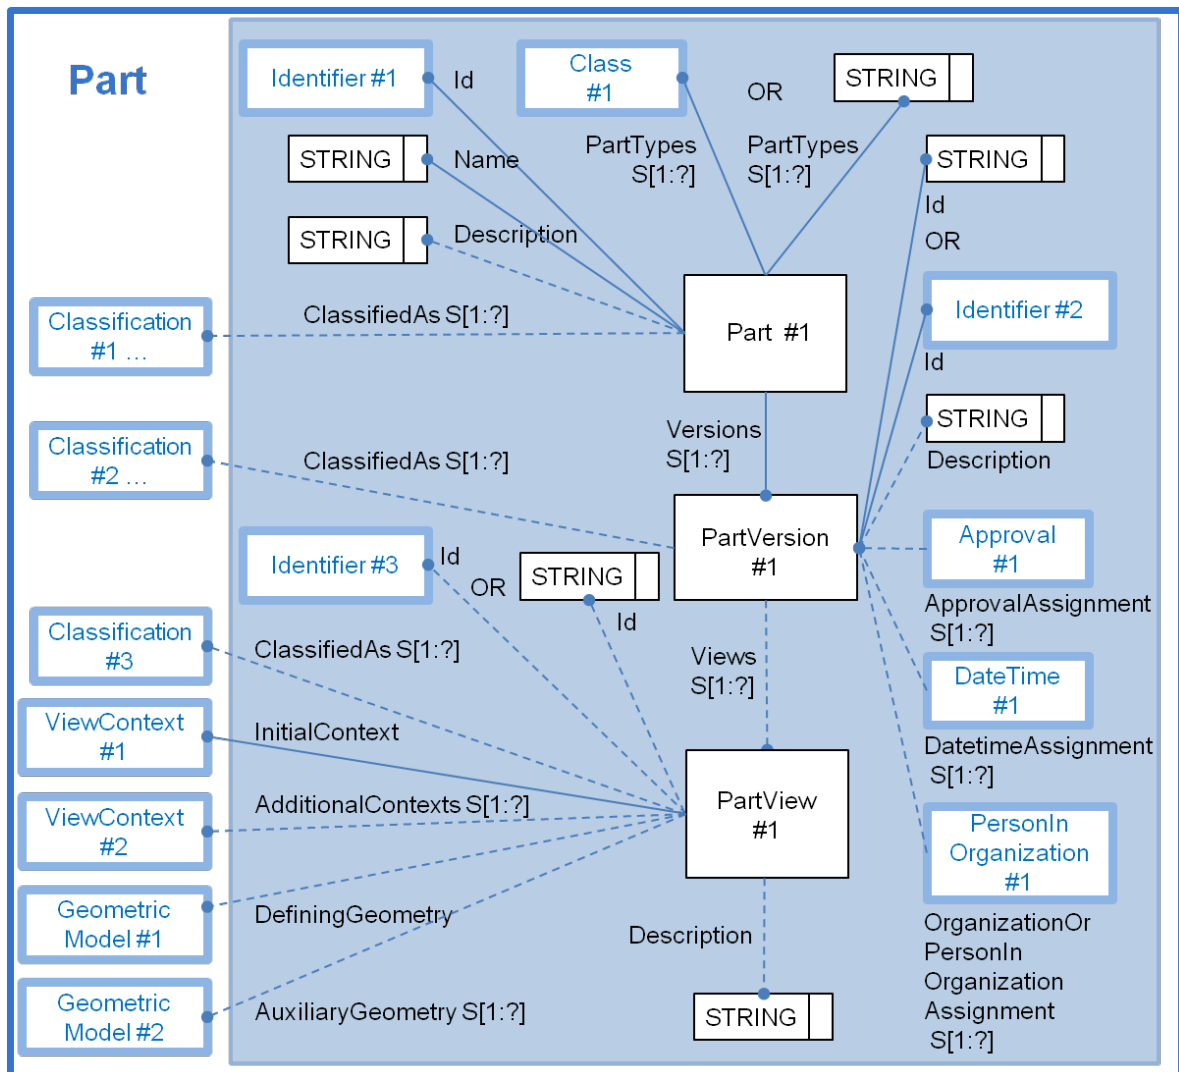 Part
Identifier #1
Id
Class
#1
OR
STRING
PartTypes
S[1:?]
PartTypes
S[1:?]
STRING
Name
STRING
Id
OR
STRING
Description
Identifier #2
Id
Classification
#1 ...
ClassifiedAs S[1:?]
Part #1
STRING
Description
Classification
#2 ...
ClassifiedAs S[1:?]
Versions
S[1:?]
PartVersion
#1
Approval
#1
ApprovalAssignment
S[1:?]
Identifier #3
Id
OR
STRING
Id
Classification
#3
ClassifiedAs S[1:?]
Views
S[1:?]
DateTime
#1
DatetimeAssignment
S[1:?]
ViewContext
#1
InitialContext
ViewContext
#2
AdditionalContexts S[1:?]
PartView
#1
PersonIn
Organization
#1
OrganizationOr
PersonIn
Organization
Assignment
S[1:?]
Geometric
Model #1
DefiningGeometry
Description
Geometric
Model #2
AuxiliaryGeometry S[1:?]
STRING